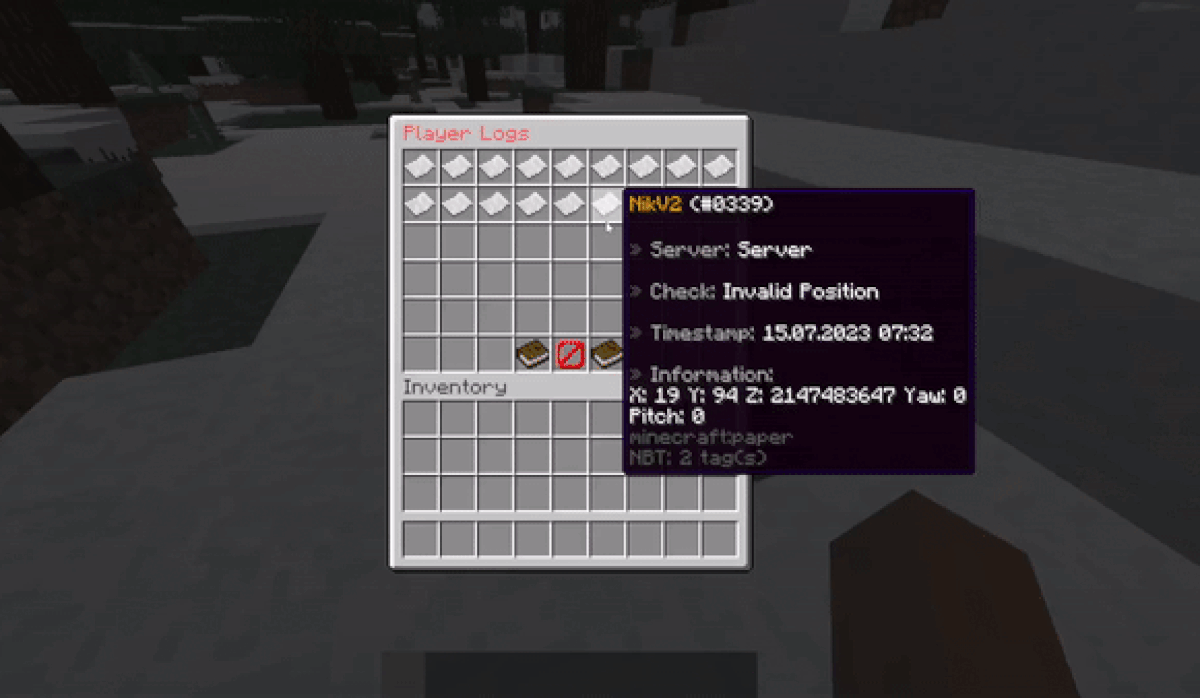 Player Logs
NikV2 (#0339)
» Server: Server
» Check: Invalid Position
» Timestamp: 15.07.2023 07:32
» Information:
X: 19 Y: 94 Z: 2147483647 Yaw: 0
Pitch: 0
minecraft:paper
NBT: 2 tag(s)
Inventory